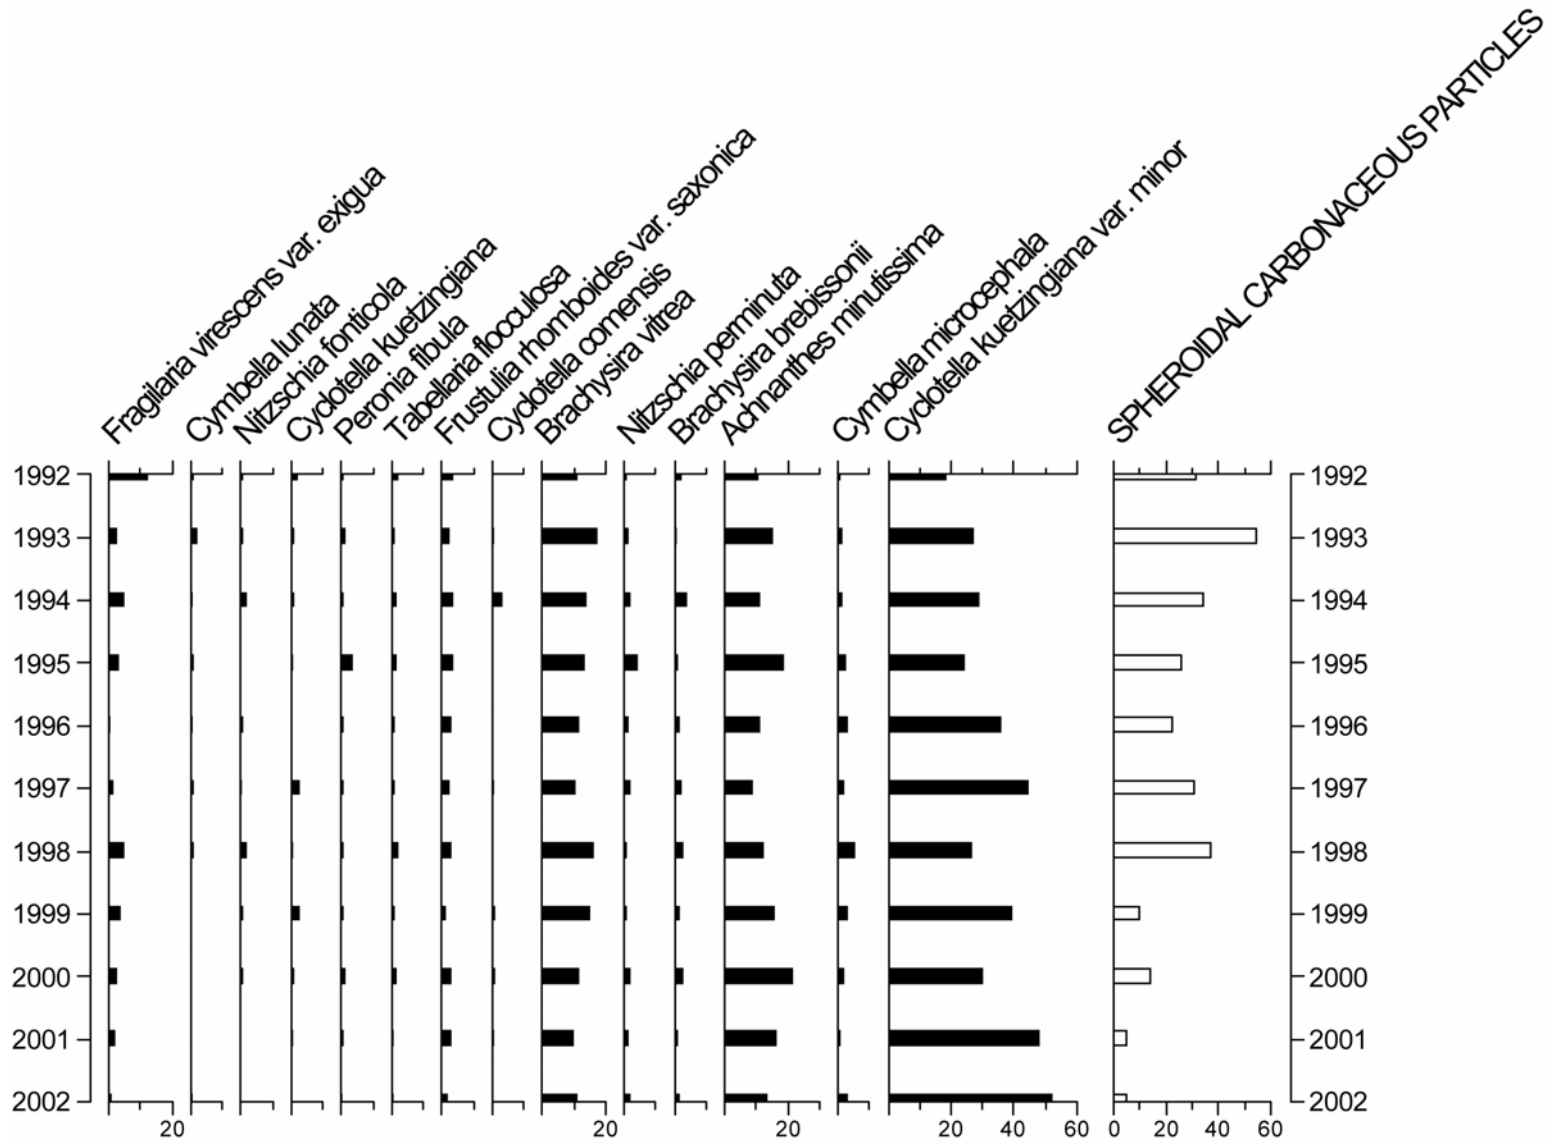 Fragilaria virescens var. exigua
Cymbella lunata
Nitzschia fonticola
Cyclotella kuetzingiana
Peronia fibula
Tabellaria flocculosa
Frustulia rhomboides var. saxonica
Cyclotella comensis
Brachysira vitrea
Nitzschia perminuta
Brachysira brebissonii
Achnanthes minutissima
Cymbella microcephala
Cyclotella kuetzingiana var. minor
SPHEROIDAL CARBONACEOUS PARTICLES
1992 1992
1993 1993
1994 1994
1995 1995
1996 1996
1997 1997
1998 1998
1999 1999
2000 2000
2001 2001
2002 2002
20 20 20 20 40 60 0 20 40 60